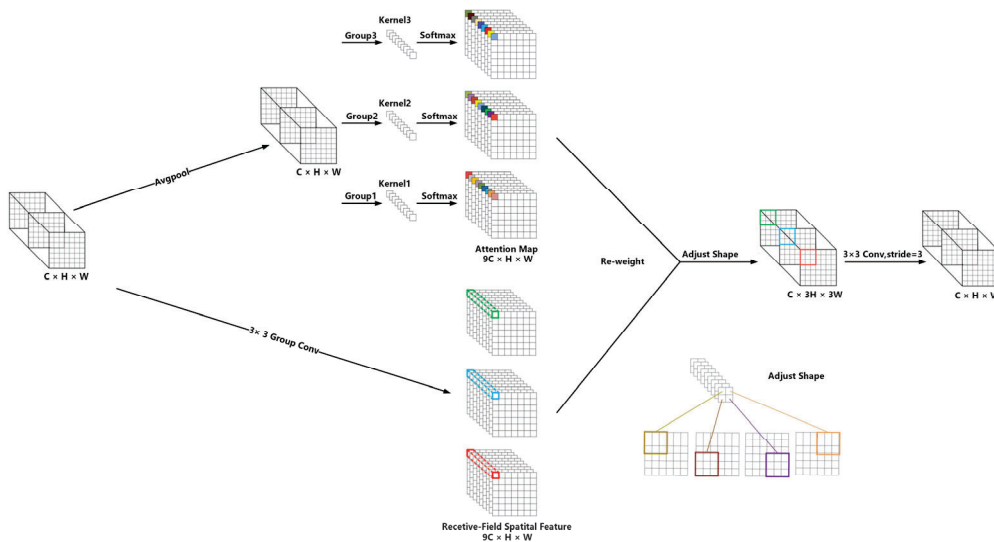 Kernel3
Group3
Softmax
Kernel2
Group2
Softmax
C × H × W
Avgpool
Kernel1
Group1
Softmax
Attention Map
9C × H × W
C × H × W
Re-weight
Adjust Shape
3×3 Conv,stride=3
C × 3H × 3W
C × H × W
3× 3 Group Conv
Adjust Shape
Recetive-Field Spatital Feature
9C × H × W